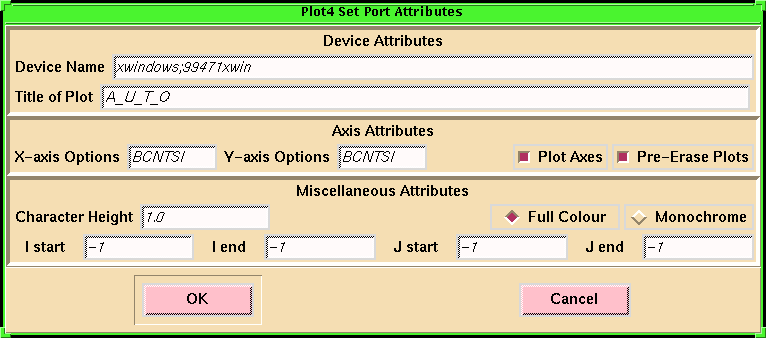 Plot4 Set Port Attributes
Device Attributes
Device Name xwindows;99471xwin
Title of Plot A_U_T_O
Axis Attributes
X-axis Options BCNTSI Y-axis Options BCNTSI Plot Axes Pre-Erase Plots
Miscellaneous Attributes
Character Height 1.0 Full Colour Monochrome
I start -1 I end -1 J start -1 J end -1
OK Cancel